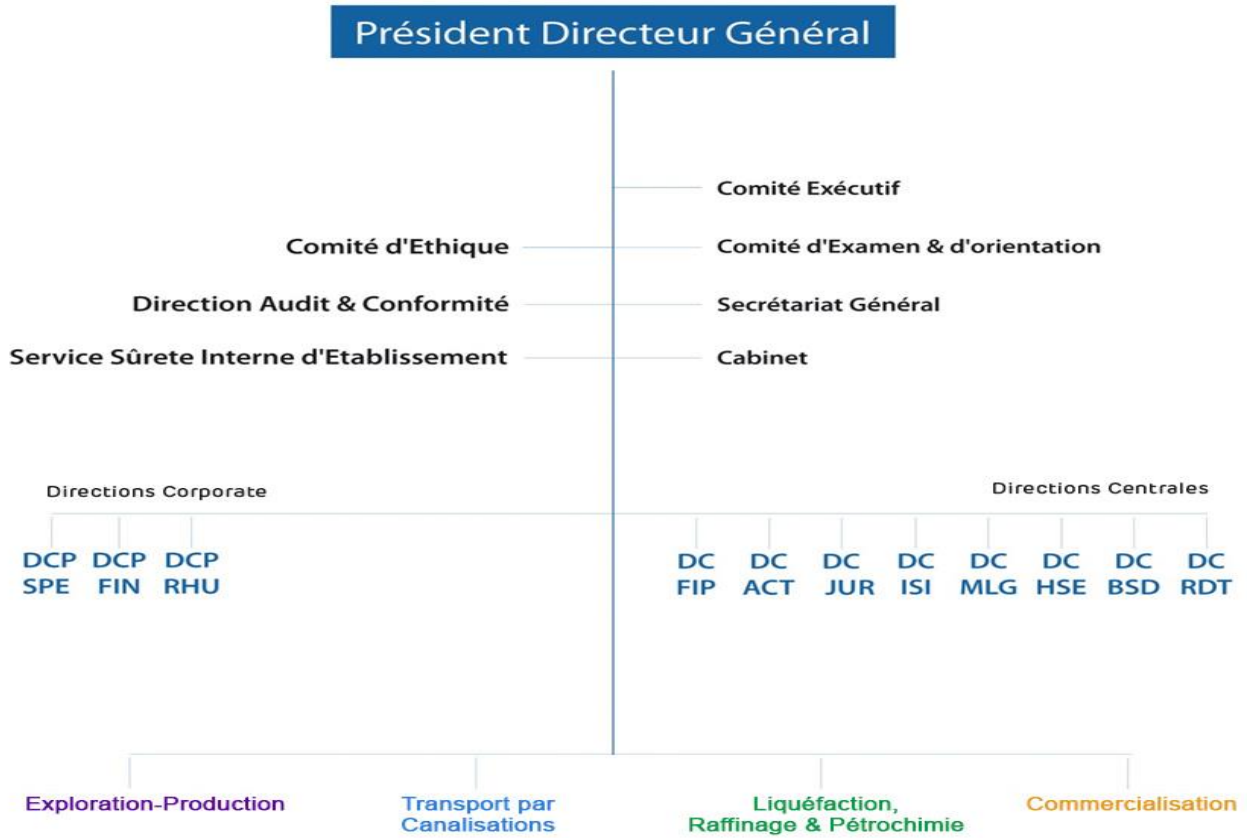 Président Directeur Général
Comité Exécutif
Comité d'Ethique
Comité d'Examen & d'orientation
Direction Audit & Conformité
Secrétariat Général
Service Sûrete Interne d'Etablissement
Cabinet
Directions Corporate
Directions Centrales
DCP SPE
DCP FIN
DCP RHU
DC FIP
DC ACT
DC JUR
DC ISI
DC MLG
DC HSE
DC BSD
DC RDT
Exploration-Production
Transport par
Canalisations
Liquéfaction,
Raffinage & Pétrochimie
Commercialisation